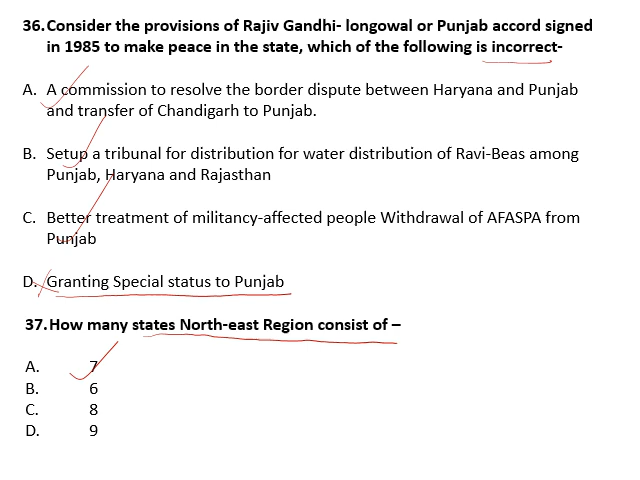 36. Consider the provisions of Rajiv Gandhi- longowal or Punjab accord signed
in 1985 to make peace in the state, which of the following is incorrect-
A. A commission to resolve the border dispute between Haryana and Punjab
and transfer of Chandigarh to Punjab.
B. Setup a tribunal for distribution for water distribution of Ravi-Beas among
Punjab, Haryana and Rajasthan
C. Better treatment of militancy-affected people Withdrawal of AFASPA from
Punjab
D. Granting Special status to Punjab
37. How many states North-east Region consist of –
A. 7
B. 6
C. 8
D. 9